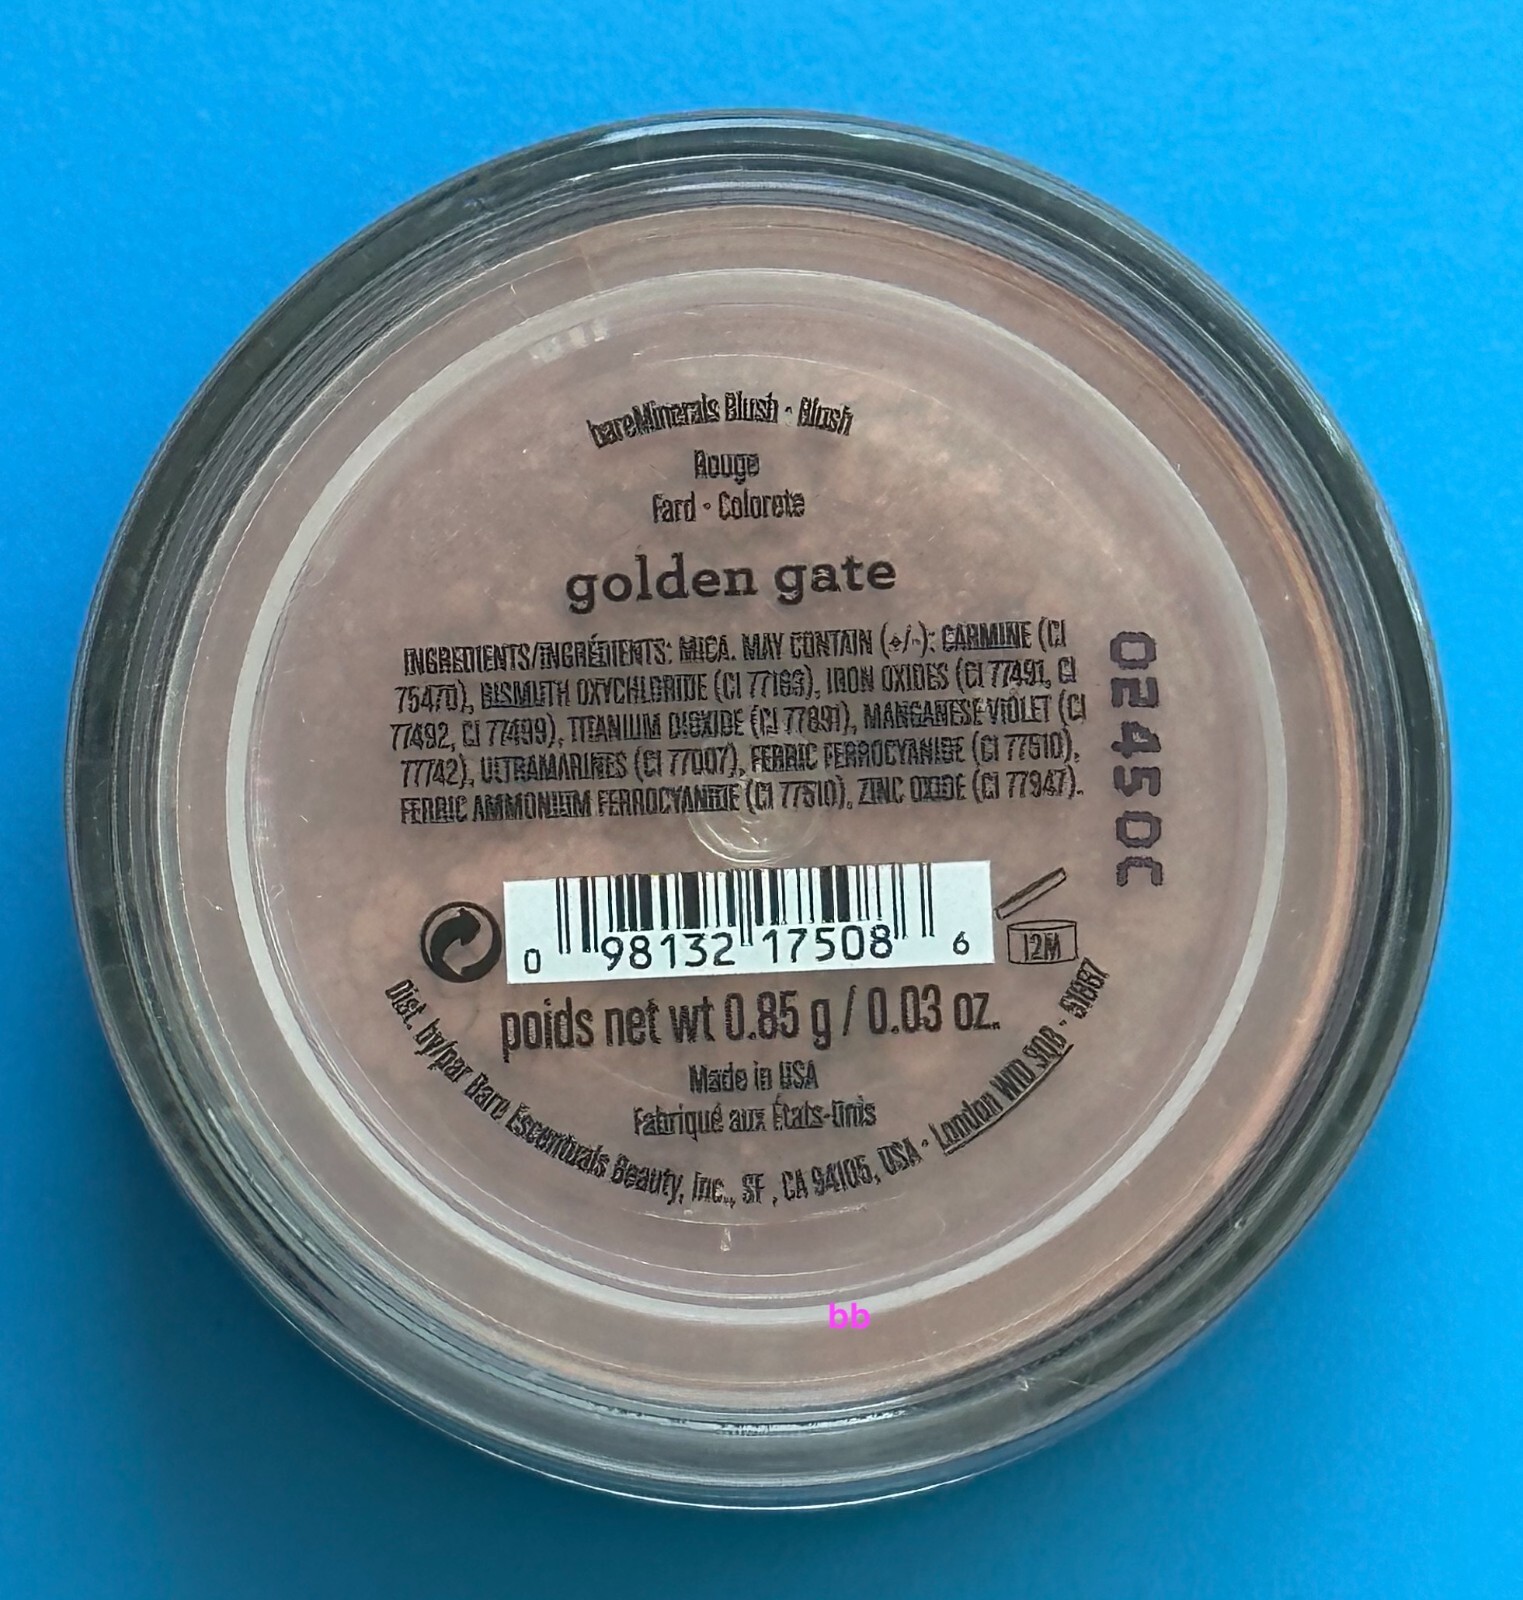 bareMinerals Blush · Blush
Rouge
Fard · Colorete
golden gate
INGREDIENTS/INGRÉDIENTS: MICA. MAY CONTAIN (+/-): CARMINE (CI
75470), BISMUTH OXYCHLORIDE (CI 77163), IRON OXIDES (CI 77491, CI
77492, CI 77499), TITANIUM DIOXIDE (CI 77891), MANGANESE VIOLET (CI
77742), ULTRAMARINES (CI 77007), FERRIC FERROCYANIDE (CI 77510),
FERRIC AMMONIUM FERROCYANIDE (CI 77510), ZINC OXIDE (CI 77947).
0245OC
0 98132 17508 6
12M
poids net wt 0.85 g / 0.03 oz.
Made in USA
Fabriqué aux États-Unis
Dist. by/par Bare Escentuals Beauty, Inc., SF, CA 94105, USA · London W1D 3QB · 51867
bb